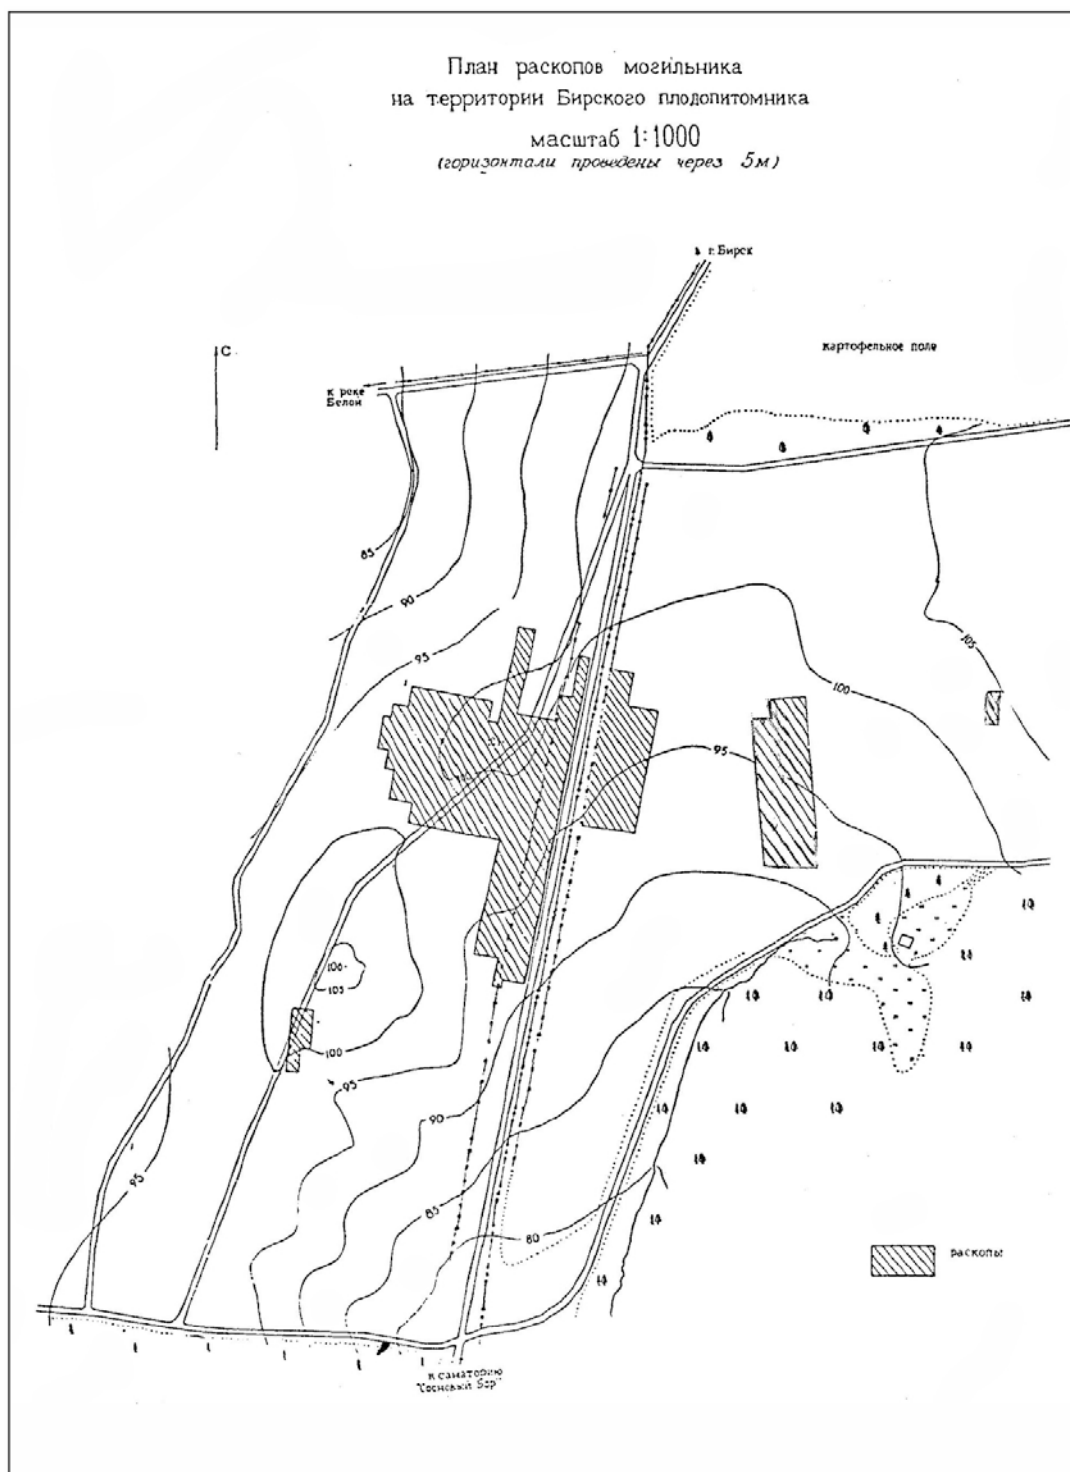 План раскопов могильника
на территории Бирского плодопитомника
масштаб 1:1000
(горизонтали проведены через 5м)
в г. Бирск
С
картофельное поле
к реке
Белой
85
90
95
105
100
95
106
105
100
95
90
95
85
80
раскопы
к санаторию
"Сосновый Бор"